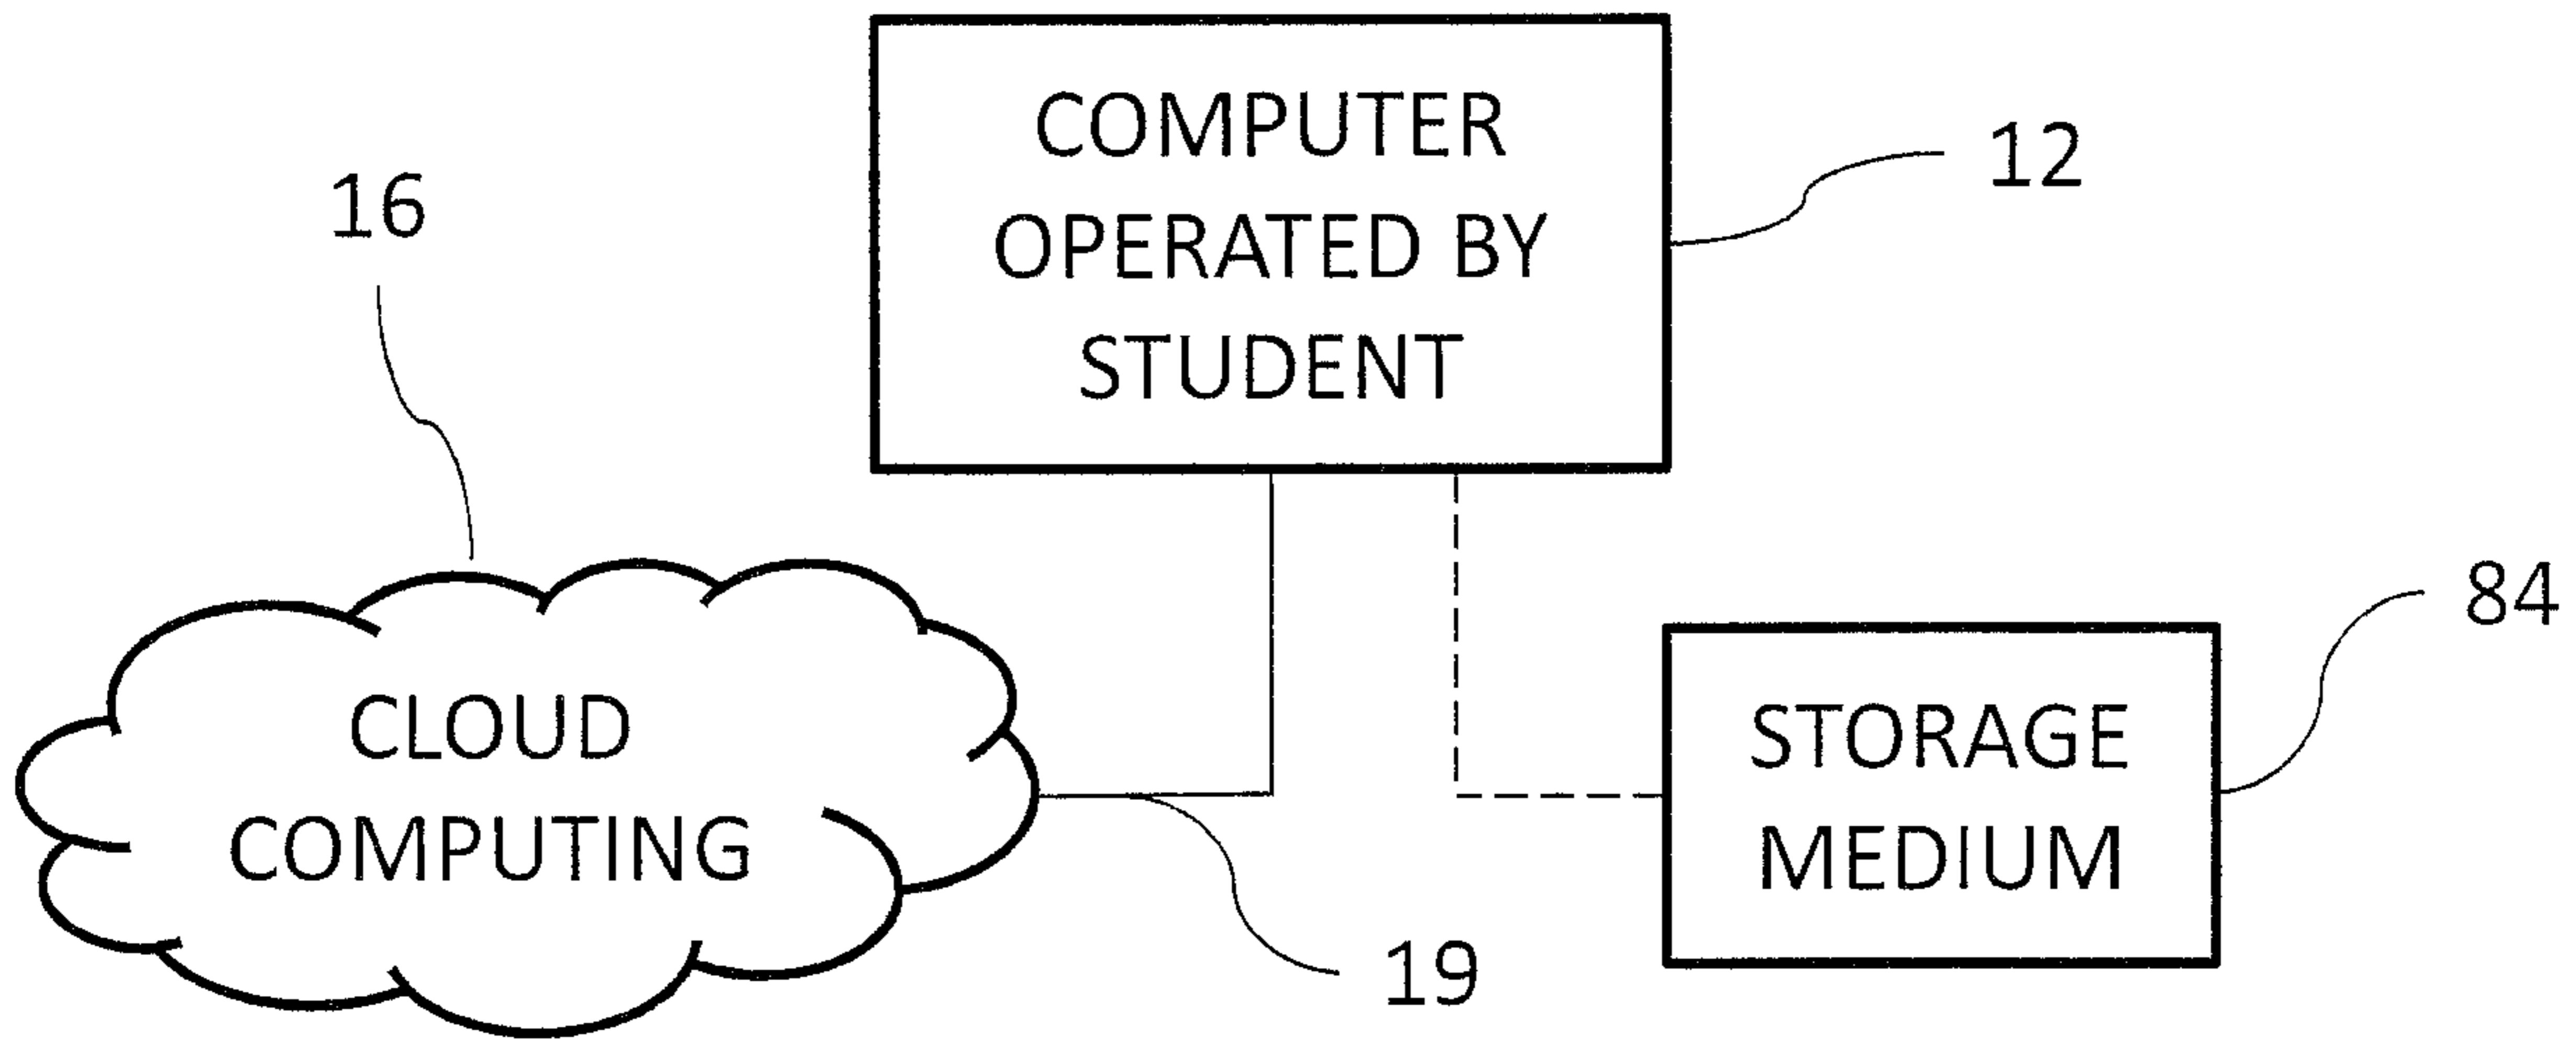 COMPUTER
OPERATED BY
STUDENT
12
16
CLOUD
COMPUTING
84
STORAGE
MEDIUM
19